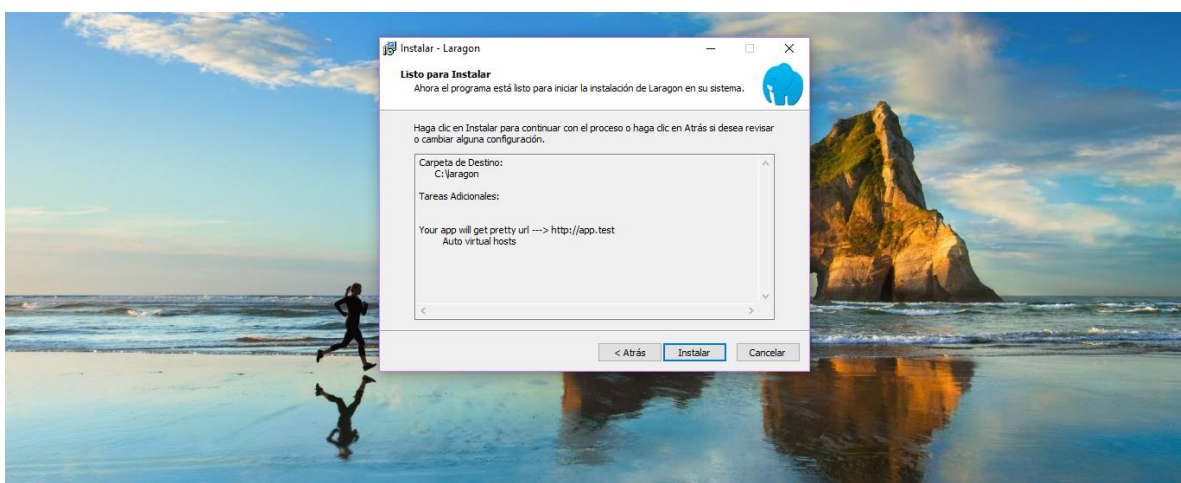 Instalar - Laragon
Listo para Instalar
Ahora el programa está listo para iniciar la instalación de Laragon en su sistema.
Haga clic en Instalar para continuar con el proceso o haga clic en Atrás si desea revisar
o cambiar alguna configuración.
Carpeta de Destino:
C:\laragon
Tareas Adicionales:
Your app will get pretty url ---> http://app.test
Auto virtual hosts
< Atrás
Instalar
Cancelar